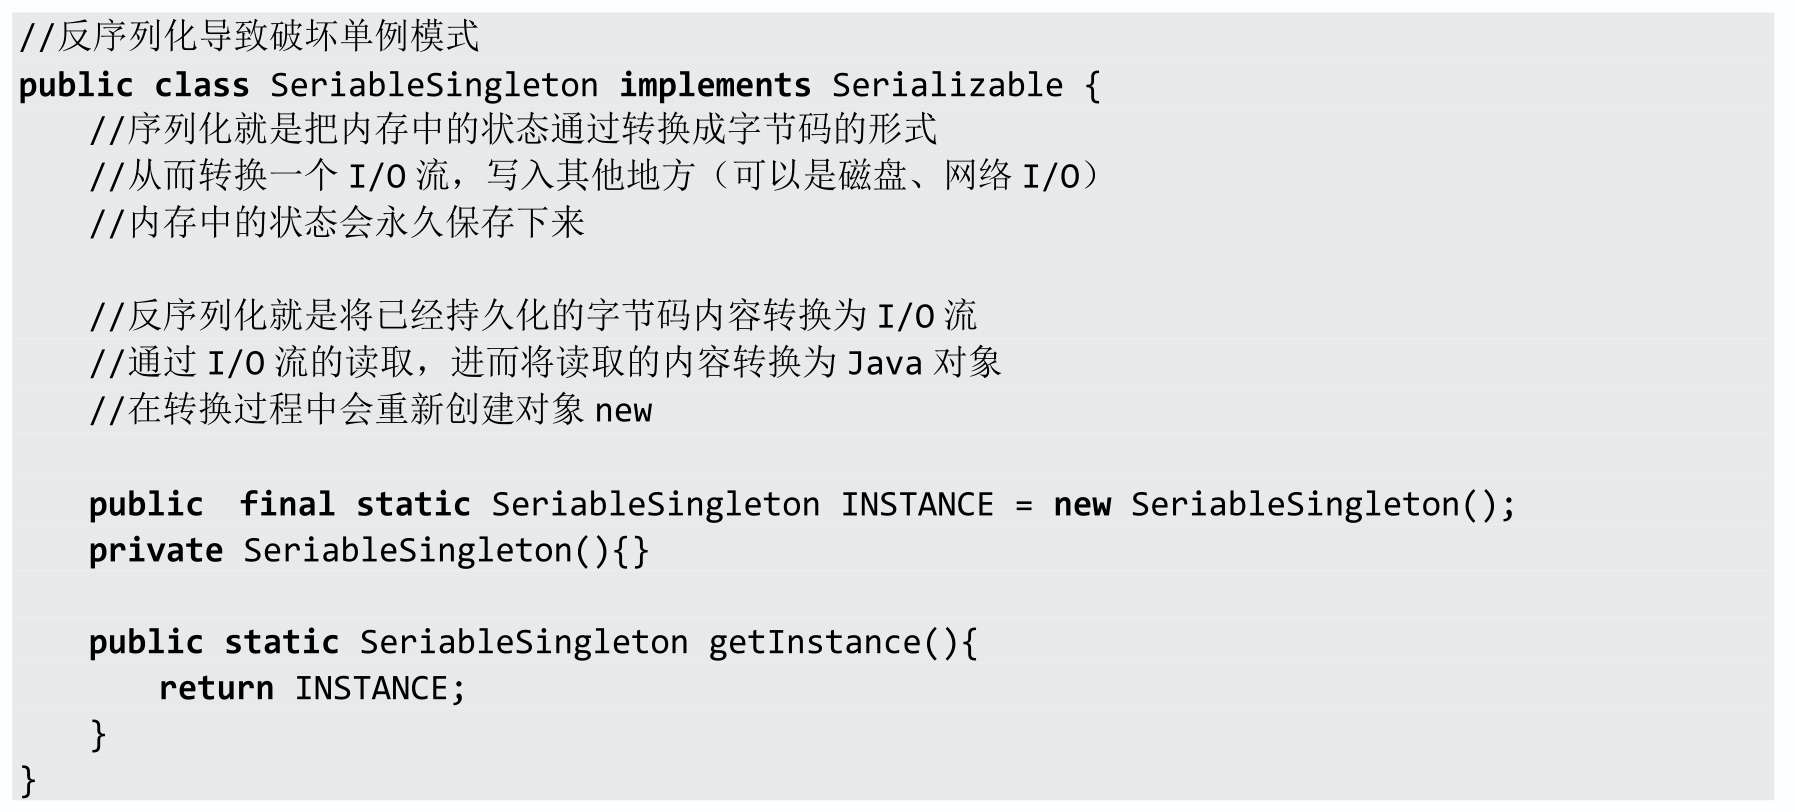 //反序列化导致破坏单例模式
public class SeriableSingleton implements Serializable {
    //序列化就是把内存中的状态通过转换成字节码的形式
    //从而转换一个 I/O 流，写入其他地方（可以是磁盘、网络 I/O）
    //内存中的状态会永久保存下来

    //反序列化就是将已经持久化的字节码内容转换为 I/O 流
    //通过 I/O 流的读取，进而将读取的内容转换为 Java 对象
    //在转换过程中会重新创建对象 new

    public  final static SeriableSingleton INSTANCE = new SeriableSingleton();
    private SeriableSingleton(){}

    public static SeriableSingleton getInstance(){
        return INSTANCE;
    }
}